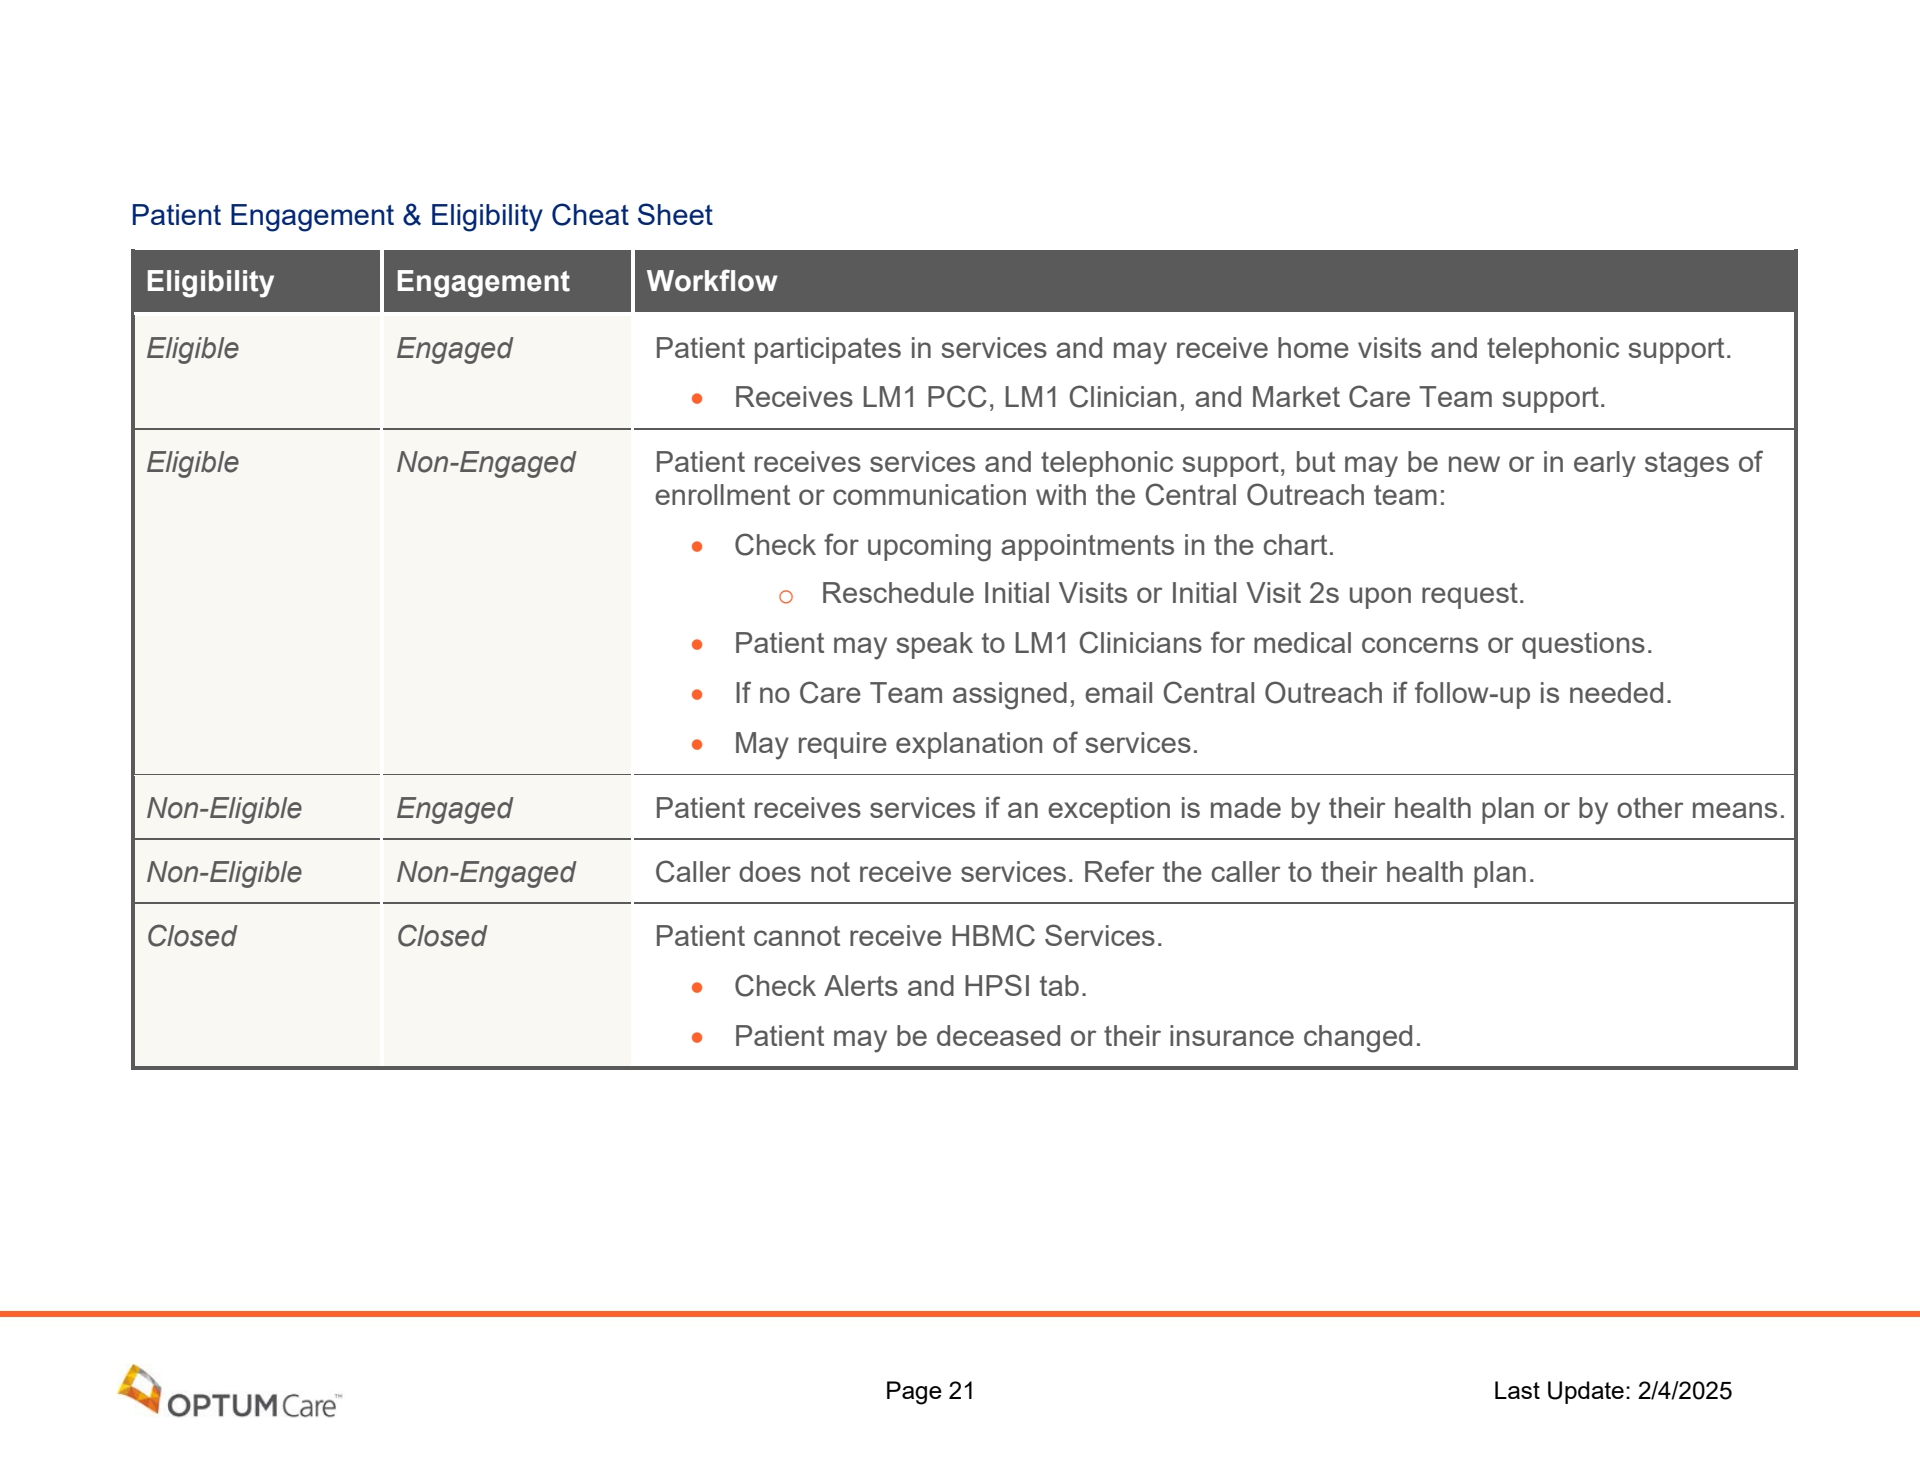 Patient Engagement & Eligibility Cheat Sheet
Eligibility Engagement Workflow
Eligible Engaged Patient participates in services and may receive home visits and telephonic support.
• Receives LM1 PCC, LM1 Clinician, and Market Care Team support.
Eligible Non-Engaged Patient receives services and telephonic support, but may be new or in early stages of
enrollment or communication with the Central Outreach team:
• Check for upcoming appointments in the chart.
o Reschedule Initial Visits or Initial Visit 2s upon request.
• Patient may speak to LM1 Clinicians for medical concerns or questions.
• If no Care Team assigned, email Central Outreach if follow-up is needed.
• May require explanation of services.
Non-Eligible Engaged Patient receives services if an exception is made by their health plan or by other means.
Non-Eligible Non-Engaged Caller does not receive services. Refer the caller to their health plan.
Closed Closed Patient cannot receive HBMC Services.
• Check Alerts and HPSI tab.
• Patient may be deceased or their insurance changed.
OPTUMCare™ Page 21 Last Update: 2/4/2025